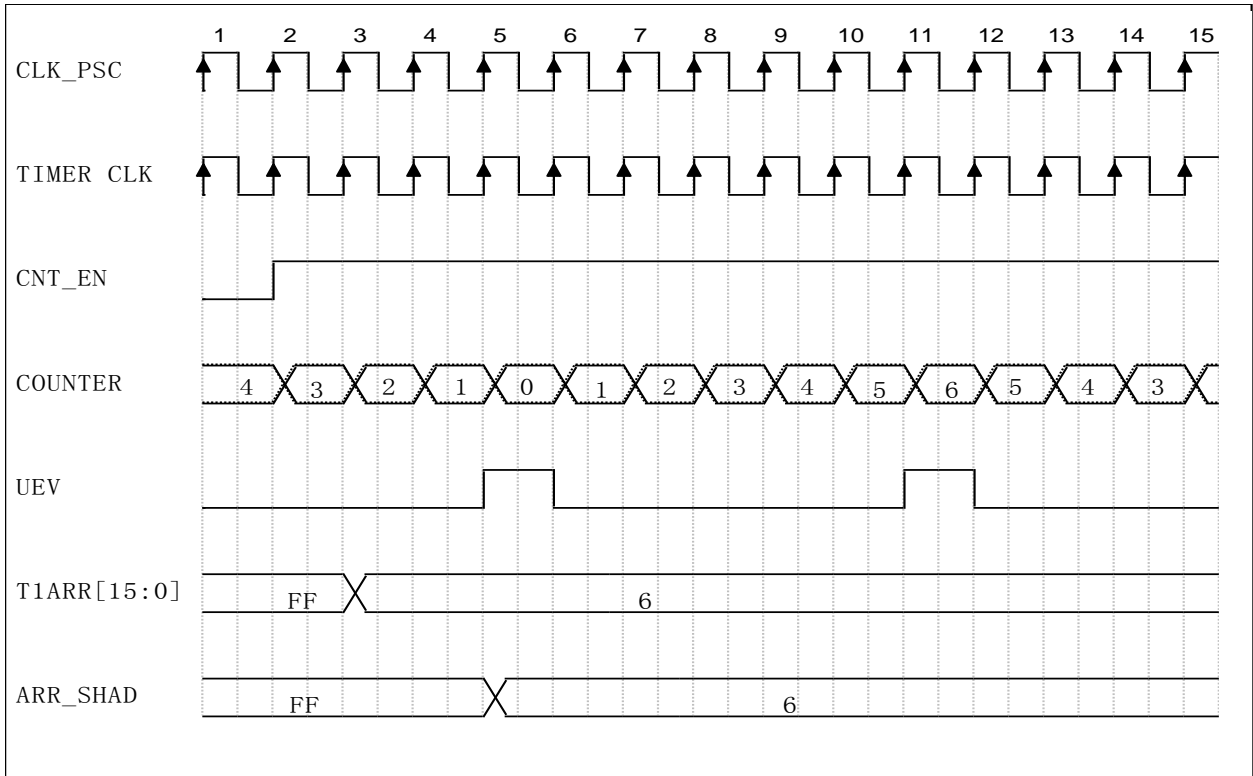 1 2 3 4 5 6 7 8 9 10 11 12 13 14 15
CLK_PSC
TIMER CLK
CNT_EN
COUNTER 4 3 2 1 0 1 2 3 4 5 6 5 4 3
UEV
T1ARR[15:0] FF 6
ARR_SHAD FF 6